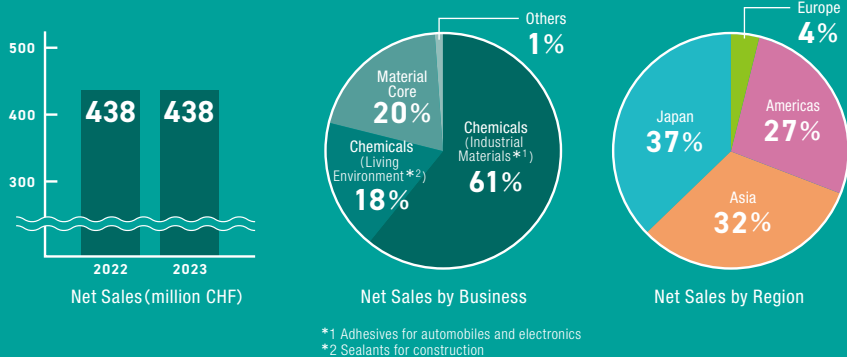 500
400
300
438
438
2022
2023
Net Sales(million CHF)
Others
1%
Material
Core
20%
Chemicals
(Living
Environment*2)
18%
Chemicals
(Industrial
Materials*1)
61%
Net Sales by Business
*1 Adhesives for automobiles and electronics
*2 Sealants for construction
Europe
4%
Japan
37%
Americas
27%
Asia
32%
Net Sales by Region